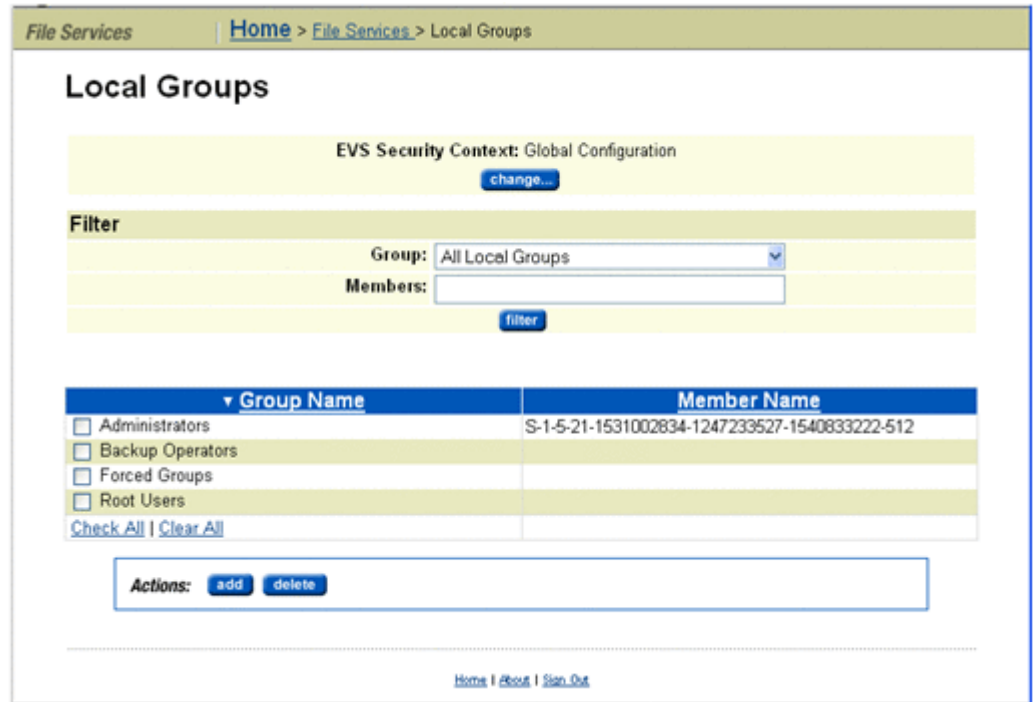 File Services Home > File Services > Local Groups
Local Groups
EVS Security Context: Global Configuration
change...
Filter
Group: All Local Groups
Members:
filter
Group Name Member Name
Administrators S-1-5-21-1531002834-1247233527-1540833222-512
Backup Operators
Forced Groups
Root Users
Check All | Clear All
Actions: add delete
Home | About | Sign Out